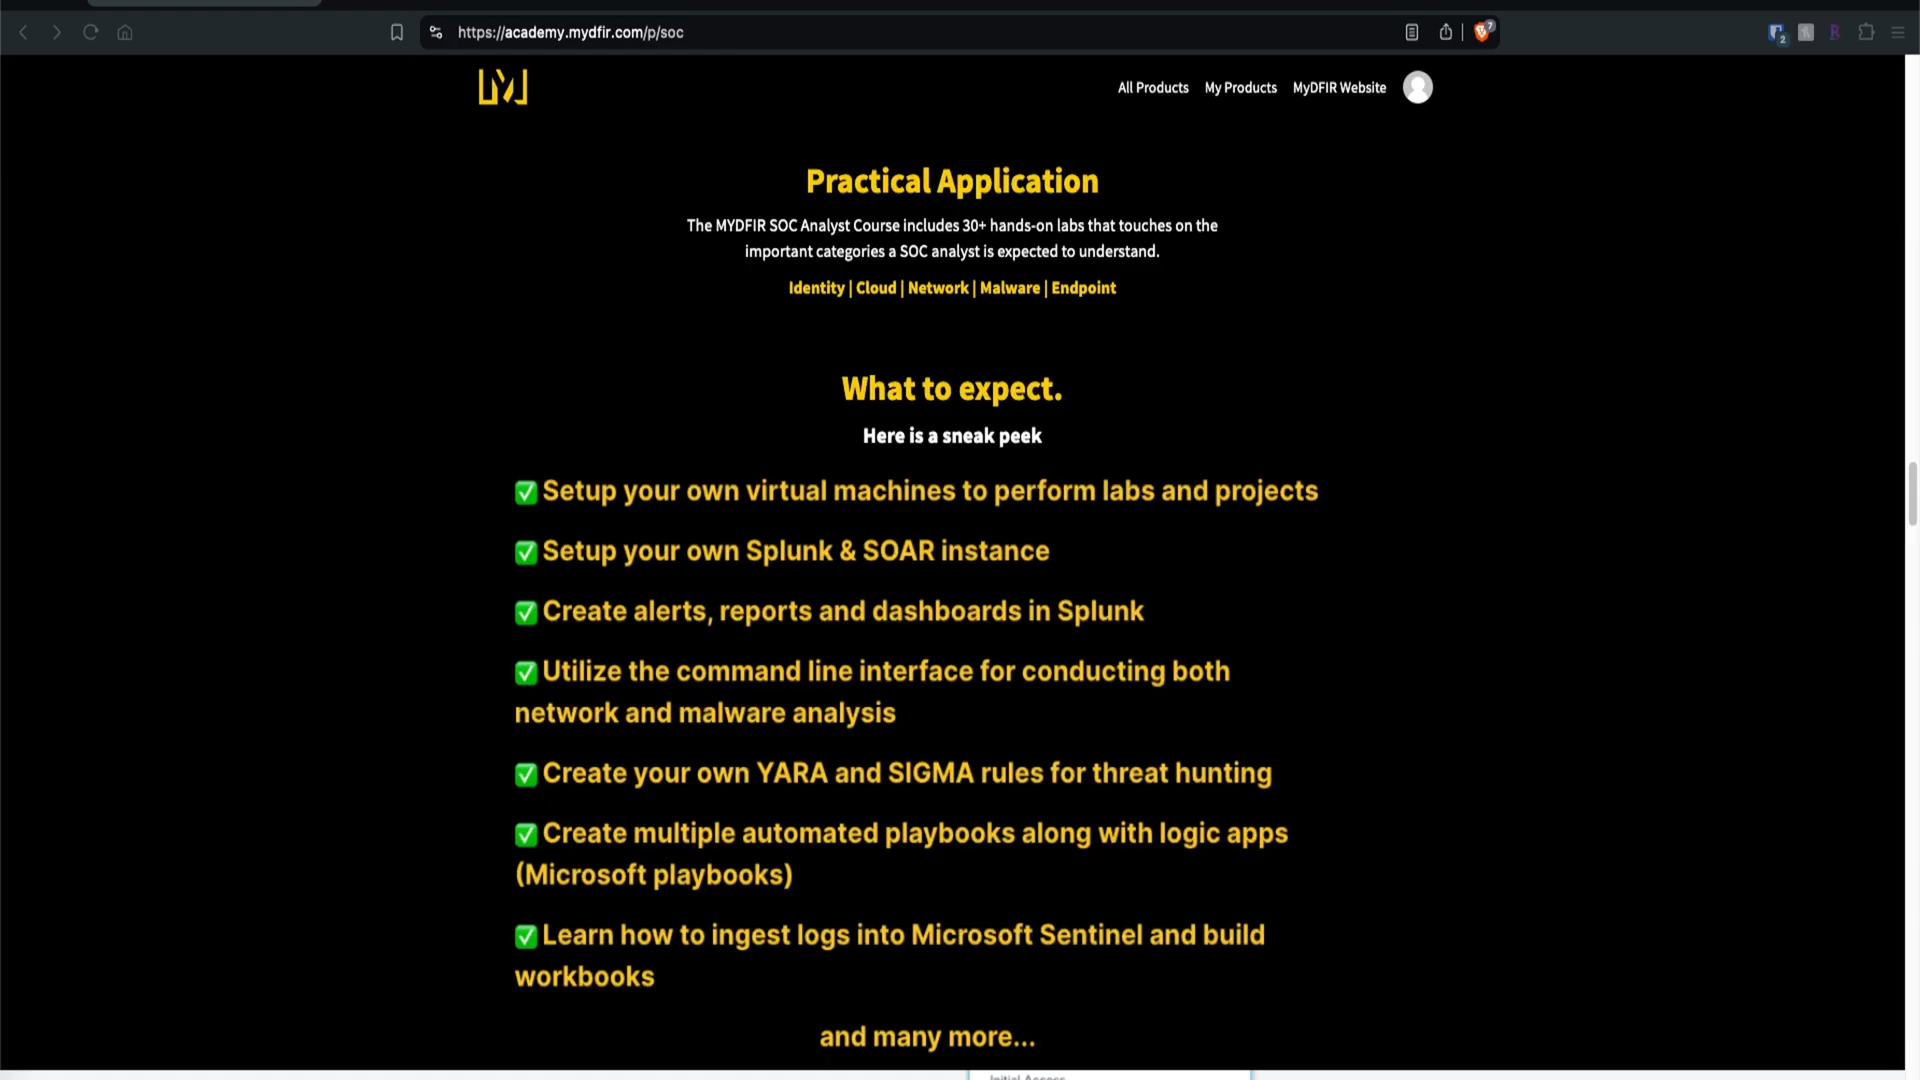 https://academy.mydfir.com/p/soc
7
2
All Products
My Products
MyDFIR Website
Practical Application
The MYDFIR SOC Analyst Course includes 30+ hands-on labs that touches on the
important categories a SOC analyst is expected to understand.
Identity | Cloud | Network | Malware | Endpoint
What to expect.
Here is a sneak peek
✅ Setup your own virtual machines to perform labs and projects
✅ Setup your own Splunk & SOAR instance
✅ Create alerts, reports and dashboards in Splunk
✅ Utilize the command line interface for conducting both
network and malware analysis
✅ Create your own YARA and SIGMA rules for threat hunting
✅ Create multiple automated playbooks along with logic apps
(Microsoft playbooks)
✅ Learn how to ingest logs into Microsoft Sentinel and build
workbooks
and many more...
Initial Access